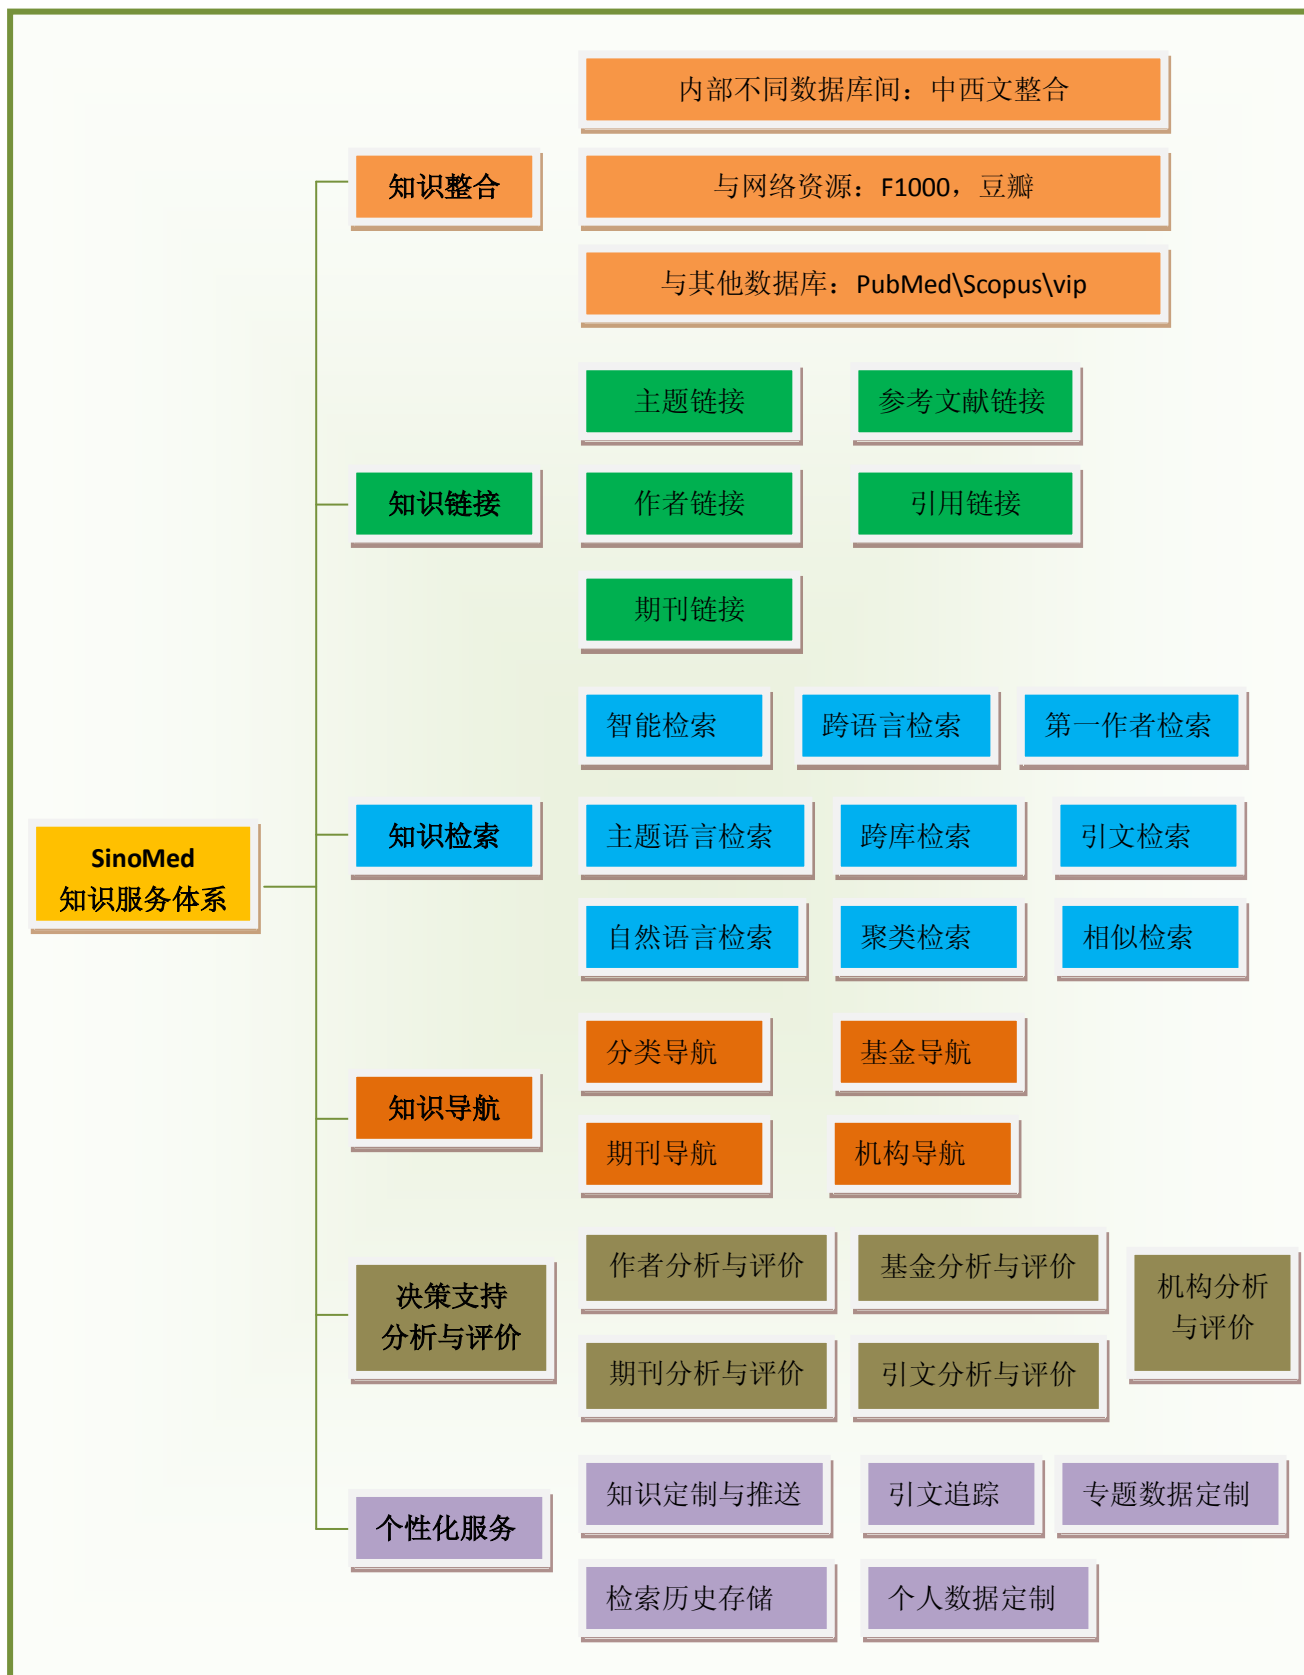 内部不同数据库间：中西文整合
知识整合
与网络资源：F1000，豆瓣
与其他数据库：PubMed\Scopus\vip
主题链接
参考文献链接
知识链接
作者链接
引用链接
期刊链接
智能检索
跨语言检索
第一作者检索
知识检索
主题语言检索
跨库检索
引文检索
SinoMed
知识服务体系
自然语言检索
聚类检索
相似检索
分类导航
基金导航
知识导航
期刊导航
机构导航
作者分析与评价
基金分析与评价
机构分析
与评价
决策支持
分析与评价
期刊分析与评价
引文分析与评价
知识定制与推送
引文追踪
专题数据定制
个性化服务
检索历史存储
个人数据定制